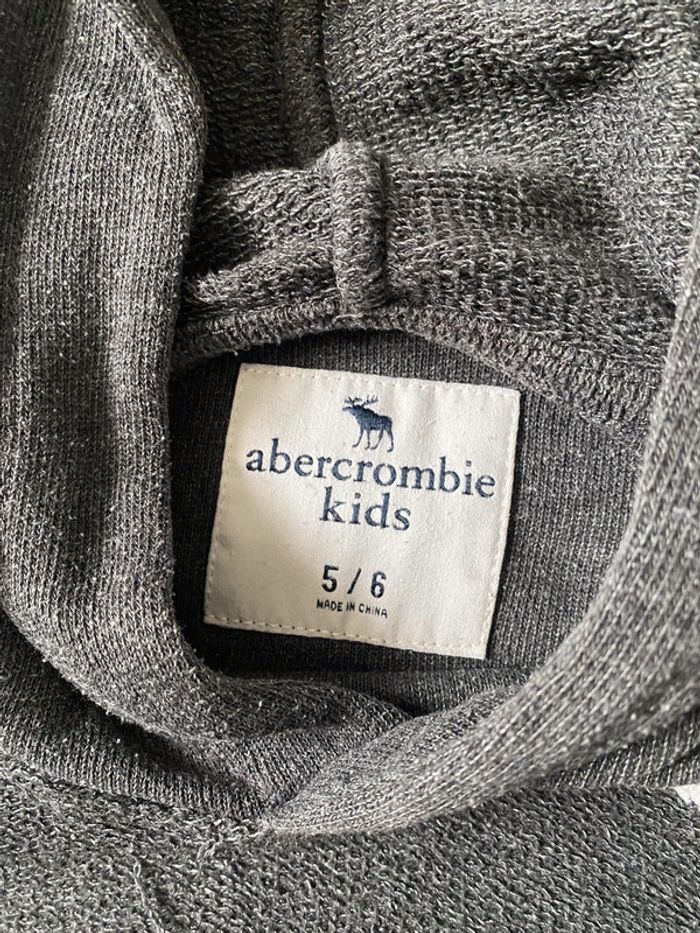 abercrombie
kids
5/6
MADE IN CHINA